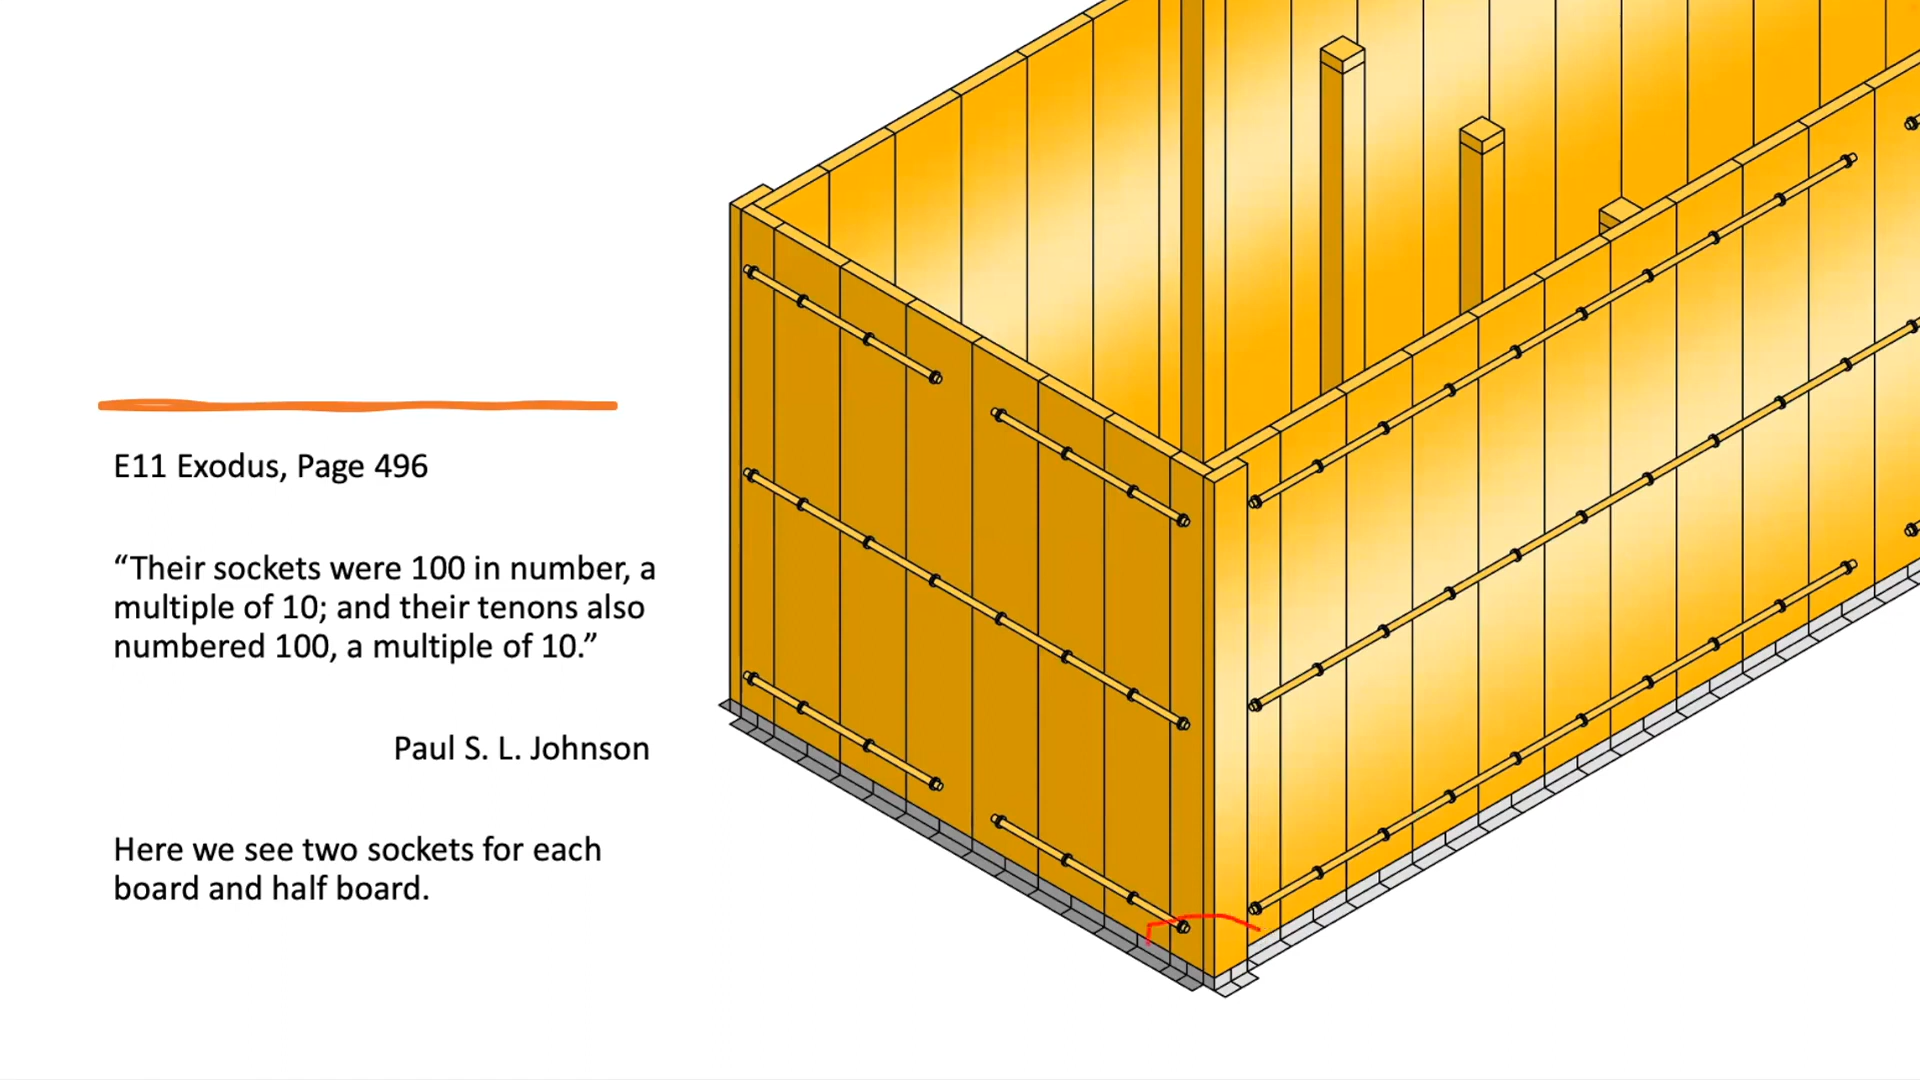 E11 Exodus, Page 496
“Their sockets were 100 in number, a
multiple of 10; and their tenons also
numbered 100, a multiple of 10.”
Paul S. L. Johnson
Here we see two sockets for each
board and half board.